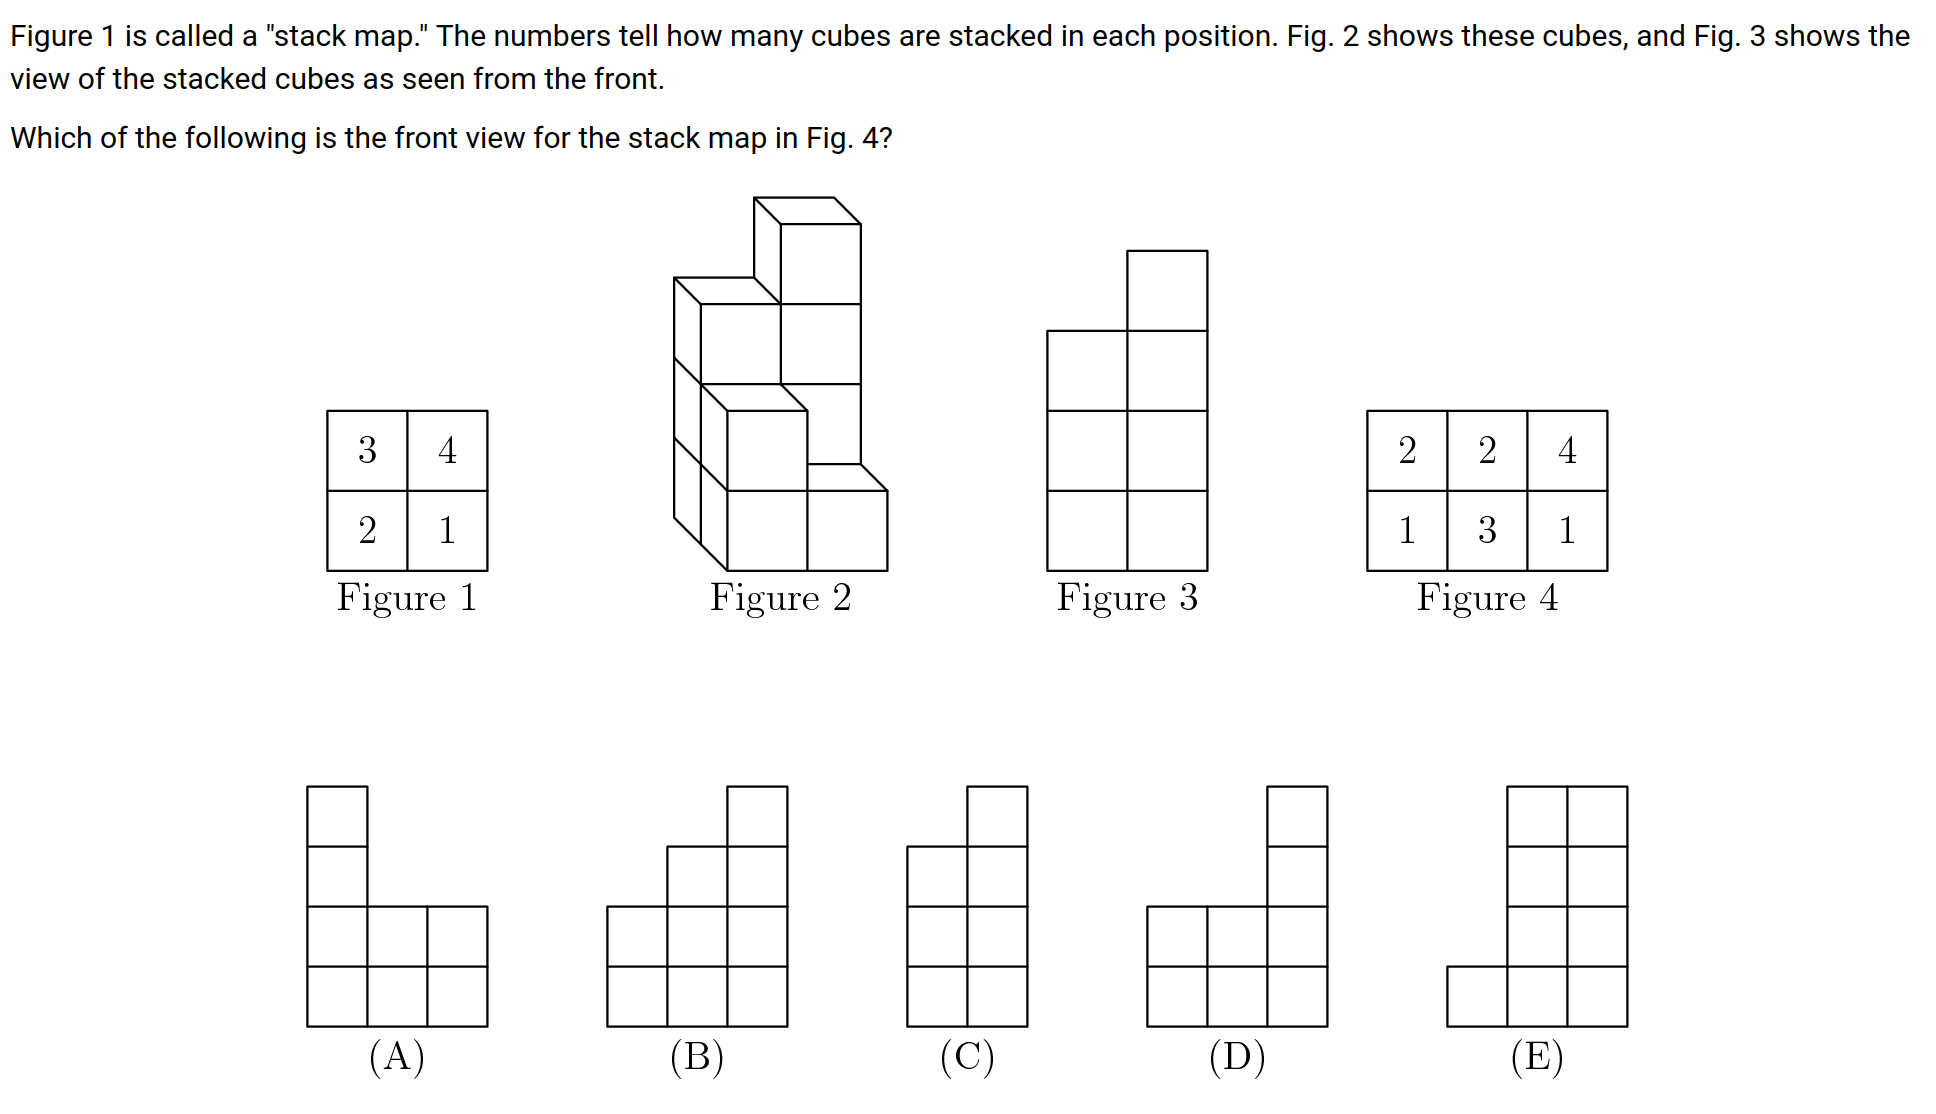 Figure 1 is called a "stack map." The numbers tell how many cubes are stacked in each position. Fig. 2 shows these cubes, and Fig. 3 shows the
view of the stacked cubes as seen from the front.
Which of the following is the front view for the stack map in Fig. 4?
3 4
2 1
Figure 1
Figure 2
Figure 3
2 2 4
1 3 1
Figure 4
(A)
(B)
(C)
(D)
(E)